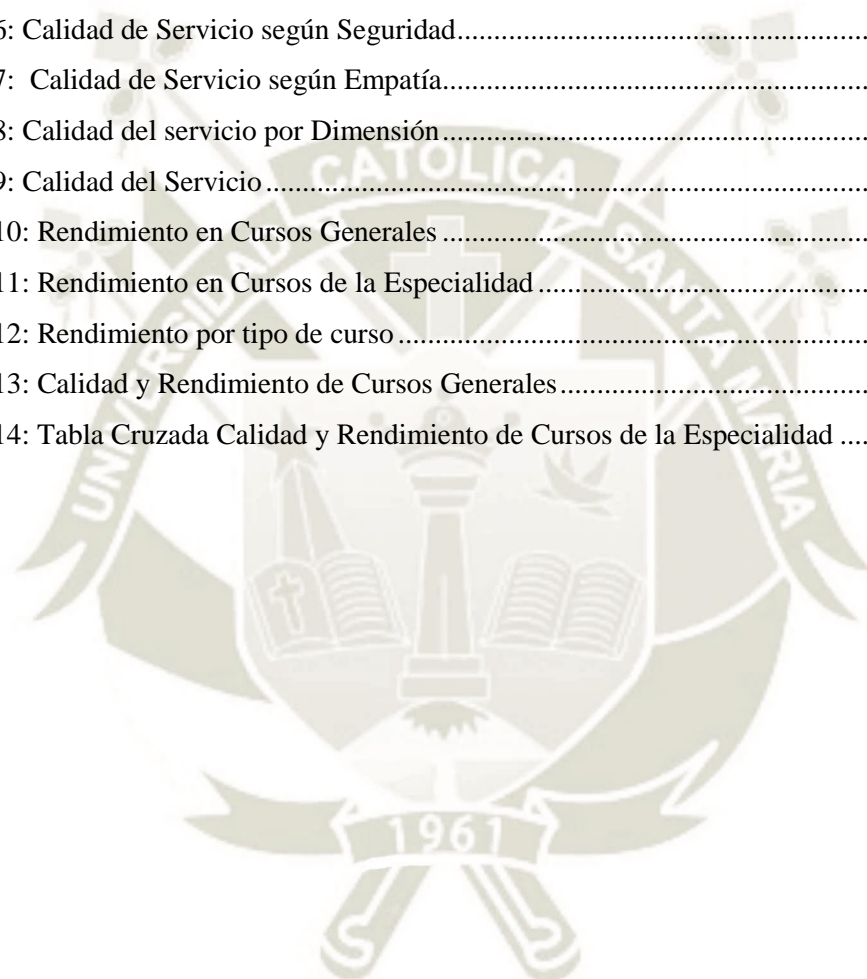 6: Calidad de Servicio según Seguridad....................................................................
7:  Calidad de Servicio según Empatía......................................................................
8: Calidad del servicio por Dimensión......................................................................
9: Calidad del Servicio...............................................................................................
10: Rendimiento en Cursos Generales.....................................................................
11: Rendimiento en Cursos de la Especialidad.......................................................
12: Rendimiento por tipo de curso...........................................................................
13: Calidad y Rendimiento de Cursos Generales...................................................
14: Tabla Cruzada Calidad y Rendimiento de Cursos de la Especialidad ....
UNIVERSIDAD CATOLICA SANTA MARIA
1961